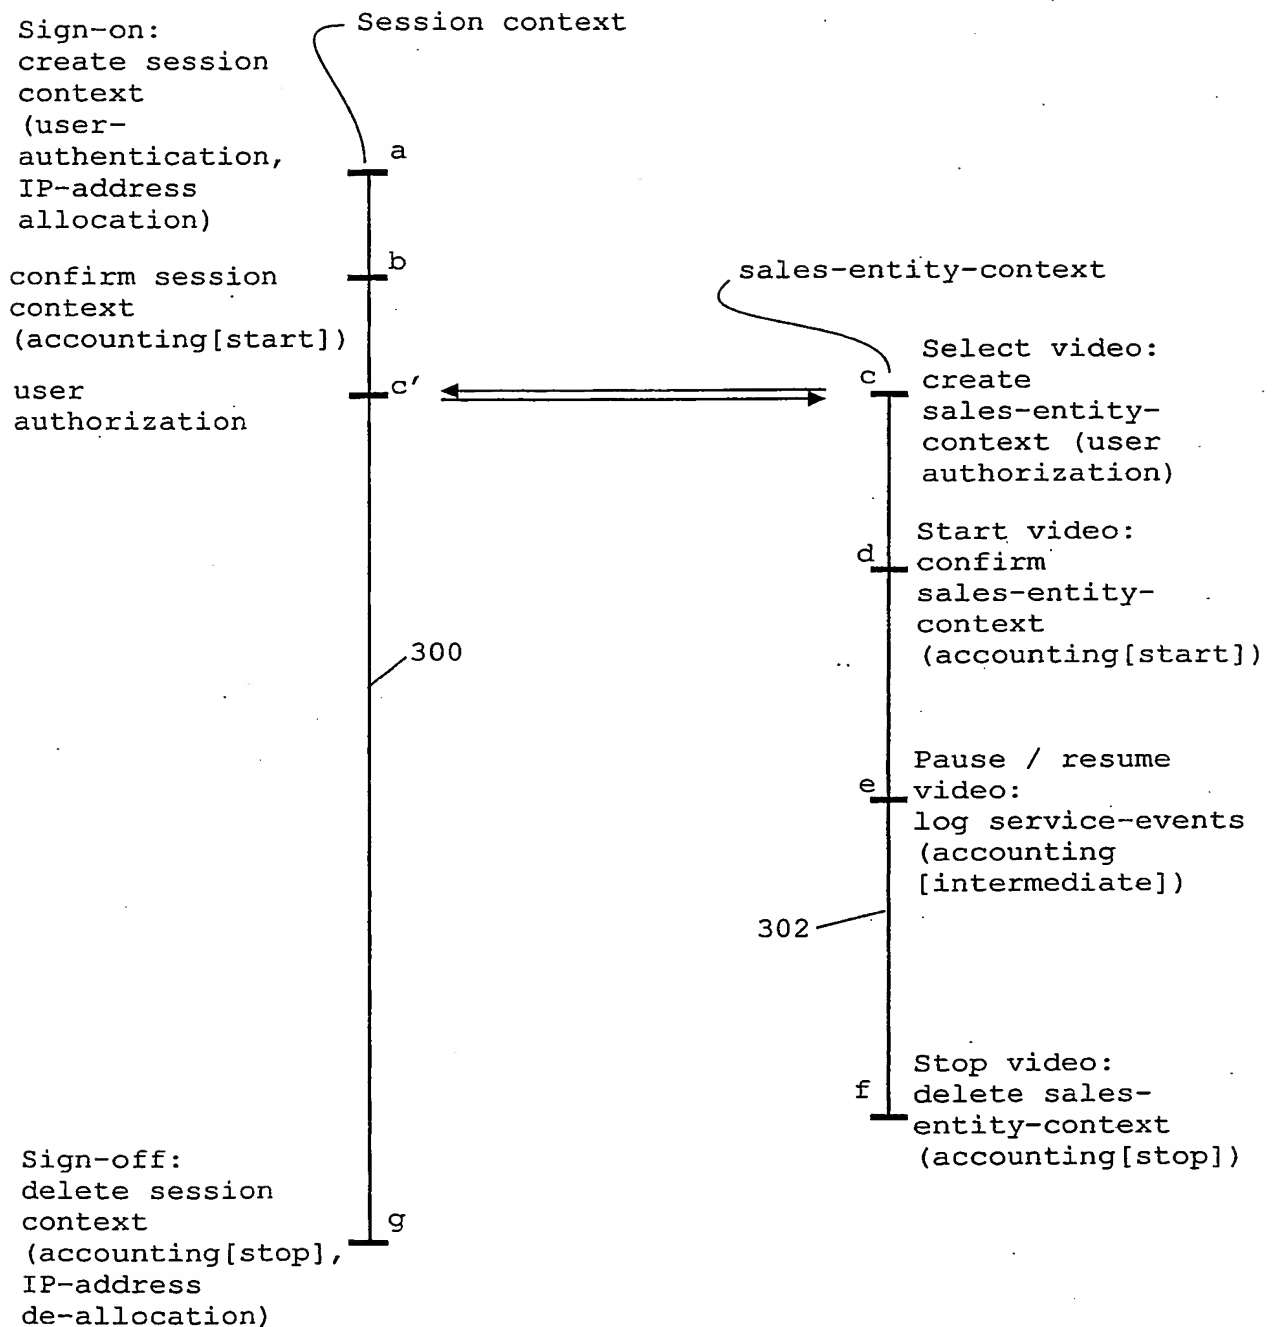 Sign-on:
create session
context
(user-
authentication,
IP-address
allocation)
Session context
a
b
confirm session
context
(accounting[start])
user
authorization
c'
sales-entity-context
c
Select video:
create
sales-entity-
context (user
authorization)
d
Start video:
confirm
sales-entity-
context
(accounting[start])
300
e
Pause / resume
video:
log service-events
(accounting
[intermediate])
302
f
Stop video:
delete sales-
entity-context
(accounting[stop])
Sign-off:
delete session
context
(accounting[stop],
IP-address
de-allocation)
g